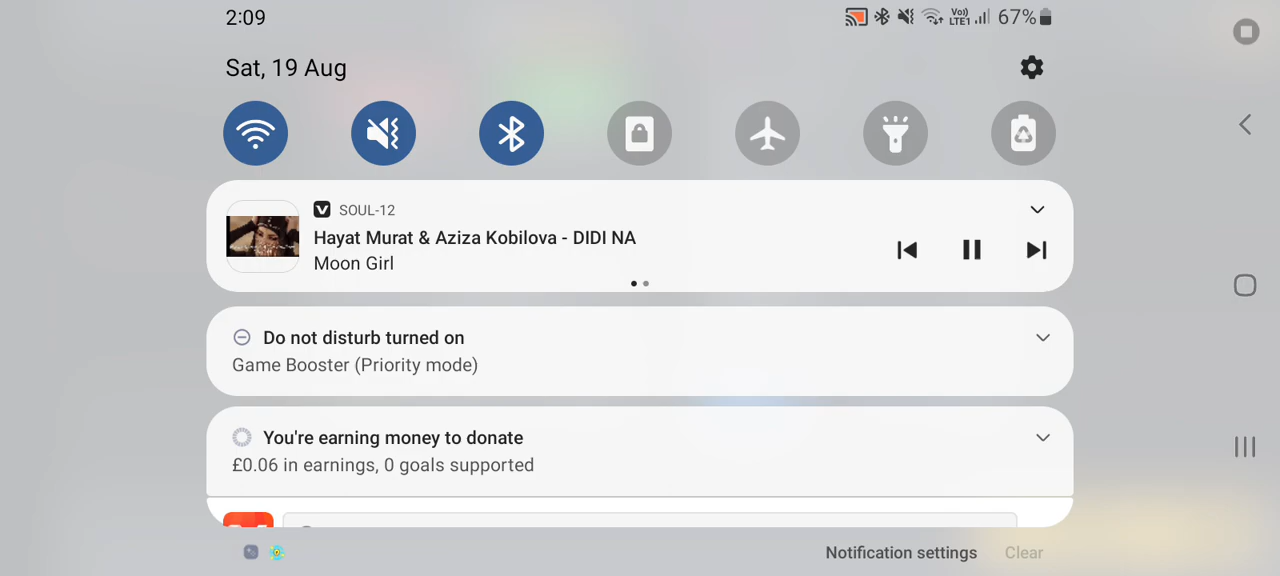 2:09
Vo))
LTE1
67%
Sat, 19 Aug
SOUL-12
Hayat Murat & Aziza Kobilova - DIDI NA
Moon Girl
Do not disturb turned on
Game Booster (Priority mode)
You're earning money to donate
£0.06 in earnings, 0 goals supported
Notification settings
Clear